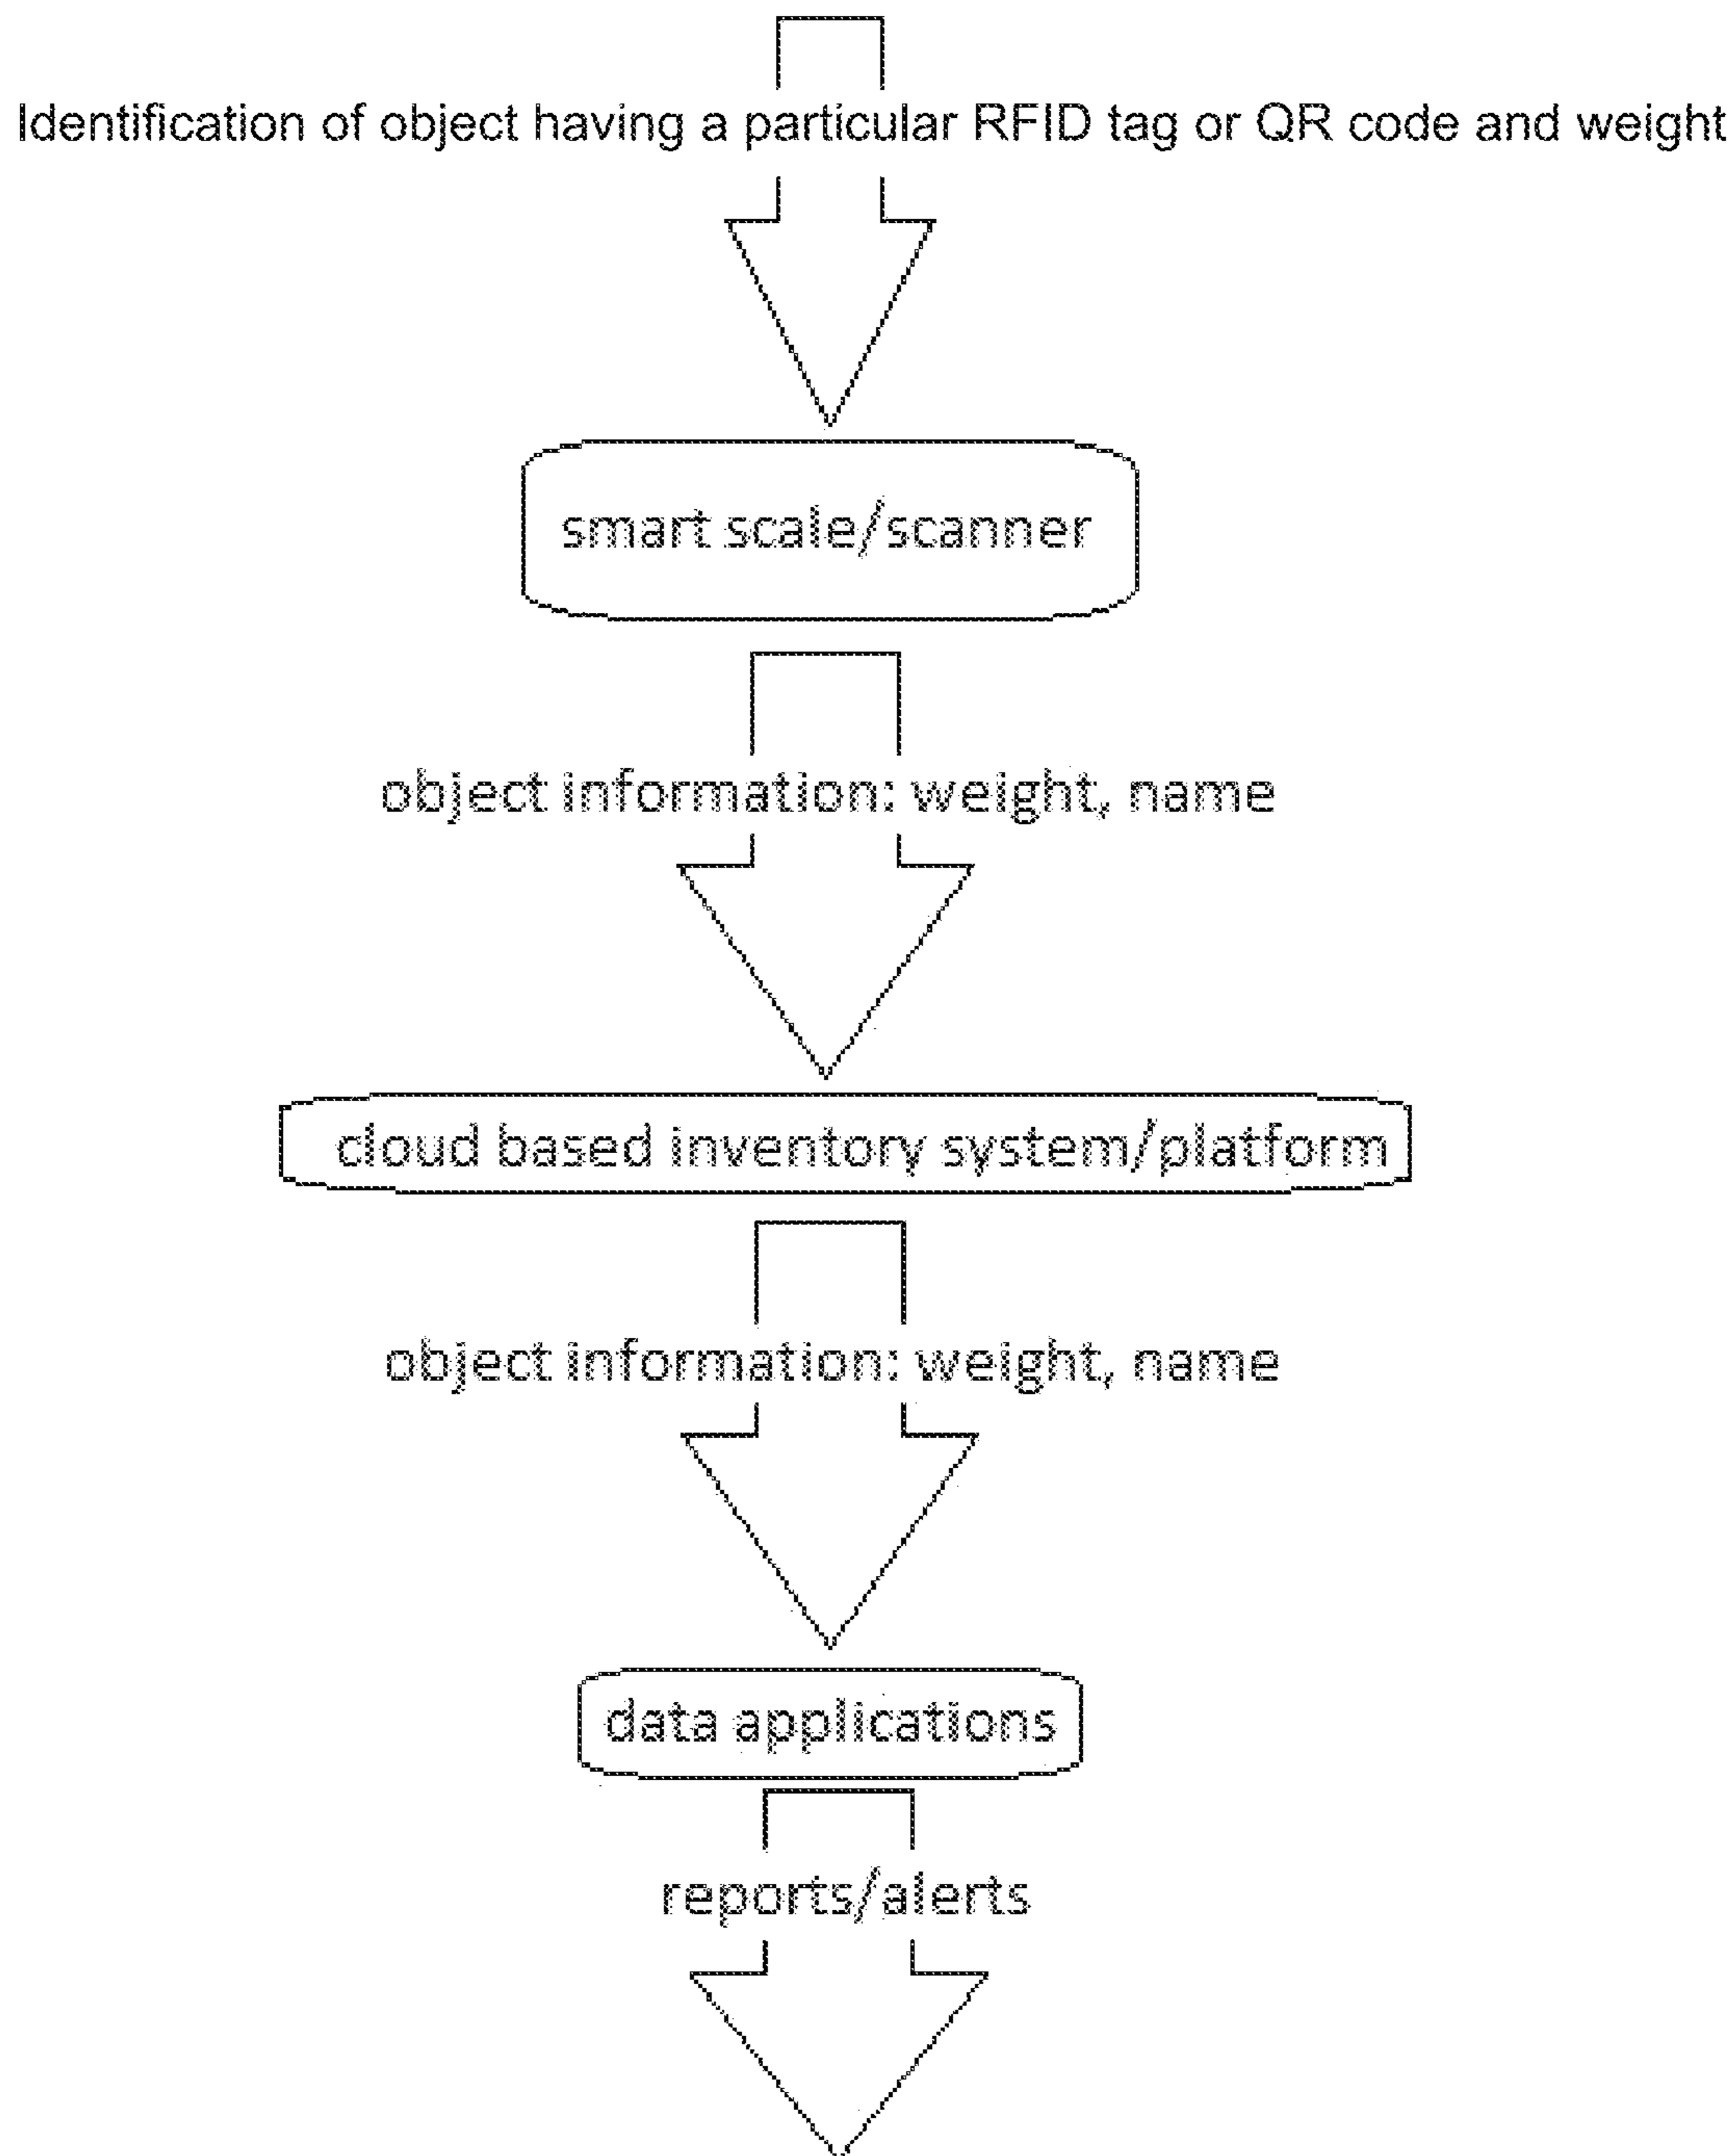 Identification of object having a particular RFID tag or QR code and weight
smart scale/scanner
object information: weight, name
cloud based inventory system/platform
object information: weight, name
data applications
reports/alerts